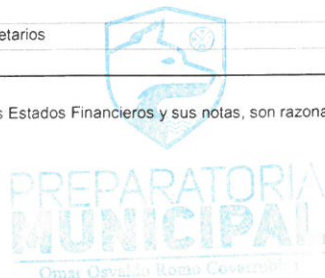 etarios
s Estados Financieros y sus notas, son razona
PREPARATORIA
MUNICIPAL
Omar Osvaldo Romo Covarrubias